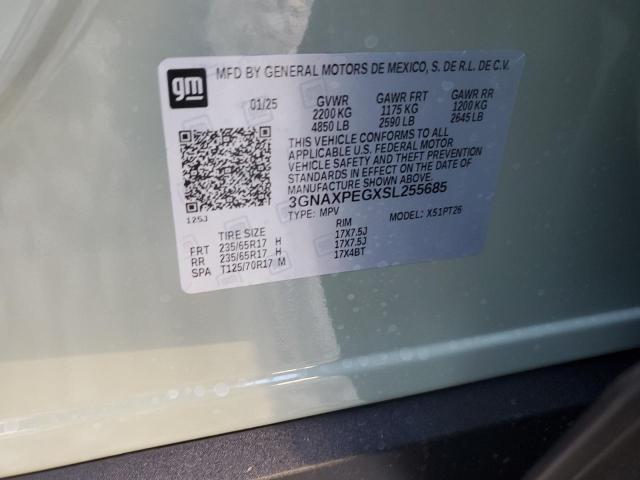 gm
MFD BY GENERAL MOTORS DE MEXICO, S. DE R.L. DE C.V.
01/25 GVWR GAWR FRT GAWR RR
2200 KG 1175 KG 1200 KG
4850 LB 2590 LB 2645 LB
THIS VEHICLE CONFORMS TO ALL
APPLICABLE U.S. FEDERAL MOTOR
VEHICLE SAFETY AND THEFT PREVENTION
STANDARDS IN EFFECT ON THE DATE OF
MANUFACTURE SHOWN ABOVE.
3GNAXPEGXSL255685
125J
TYPE: MPV MODEL: X51PT26
TIRE SIZE RIM
FRT 235/65R17 H 17X7.5J
RR 235/65R17 H 17X7.5J
SPA T125/70R17 M 17X4BT